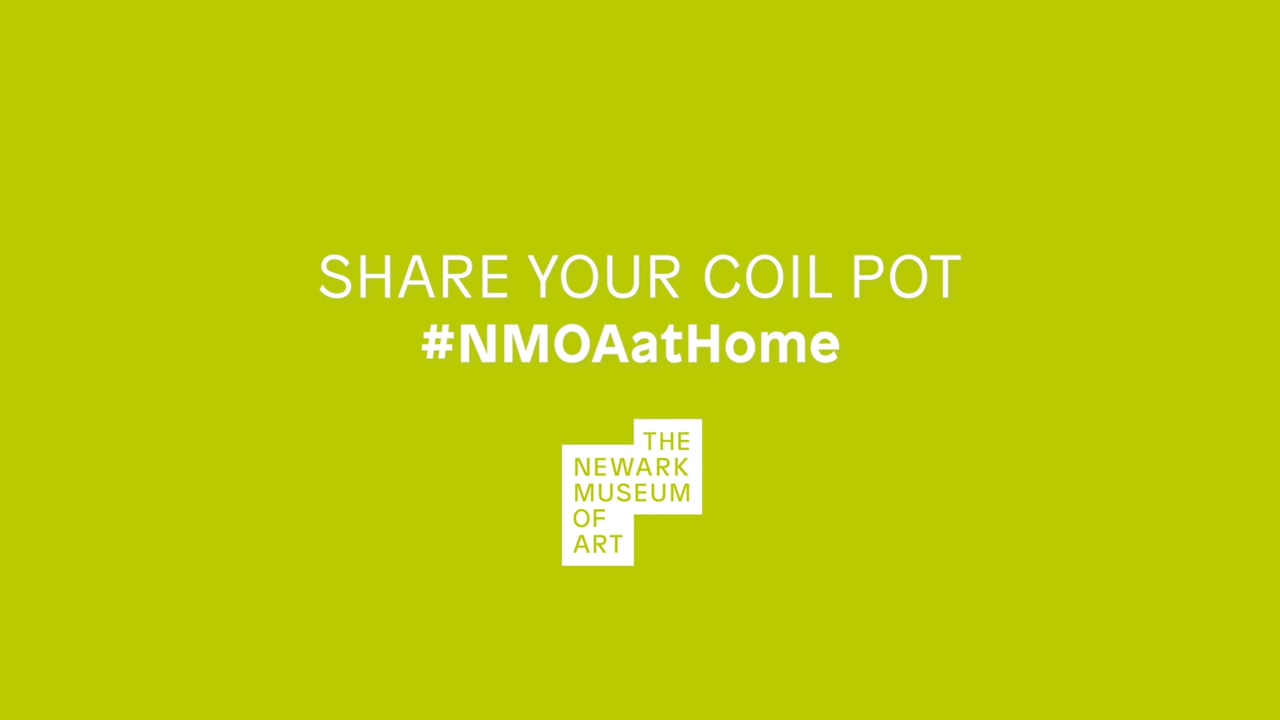 SHARE YOUR COIL POT
#NMOAatHome
THE
NEWARK
MUSEUM
OF
ART